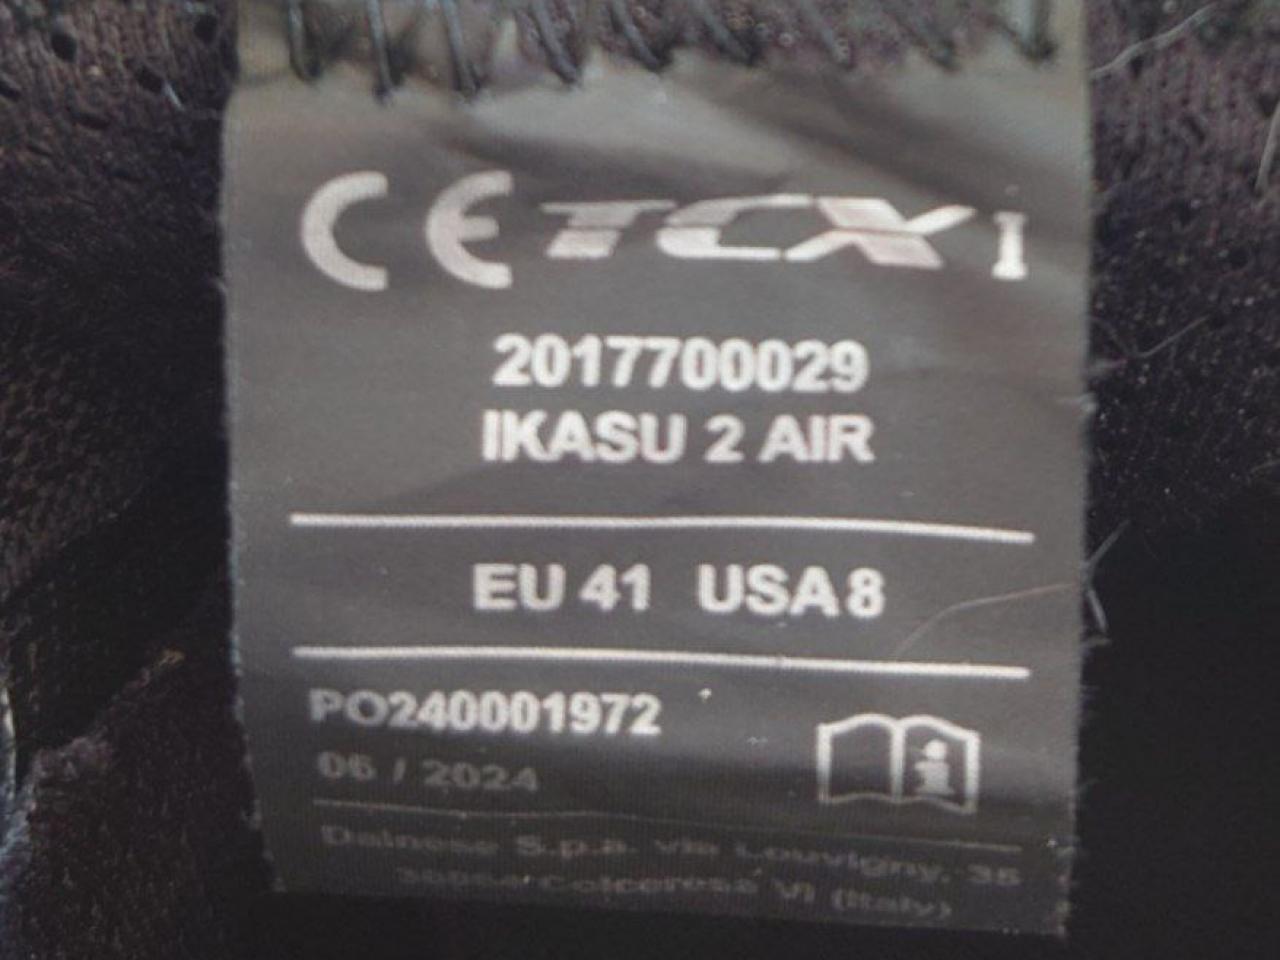 CE TCX I
2017700029
IKASU 2 AIR
EU 41 USA 8
PO240001972
06 / 2024
Dainese S.p.a. via Louvigny, 35
36064 Colceresa VI (Italy)